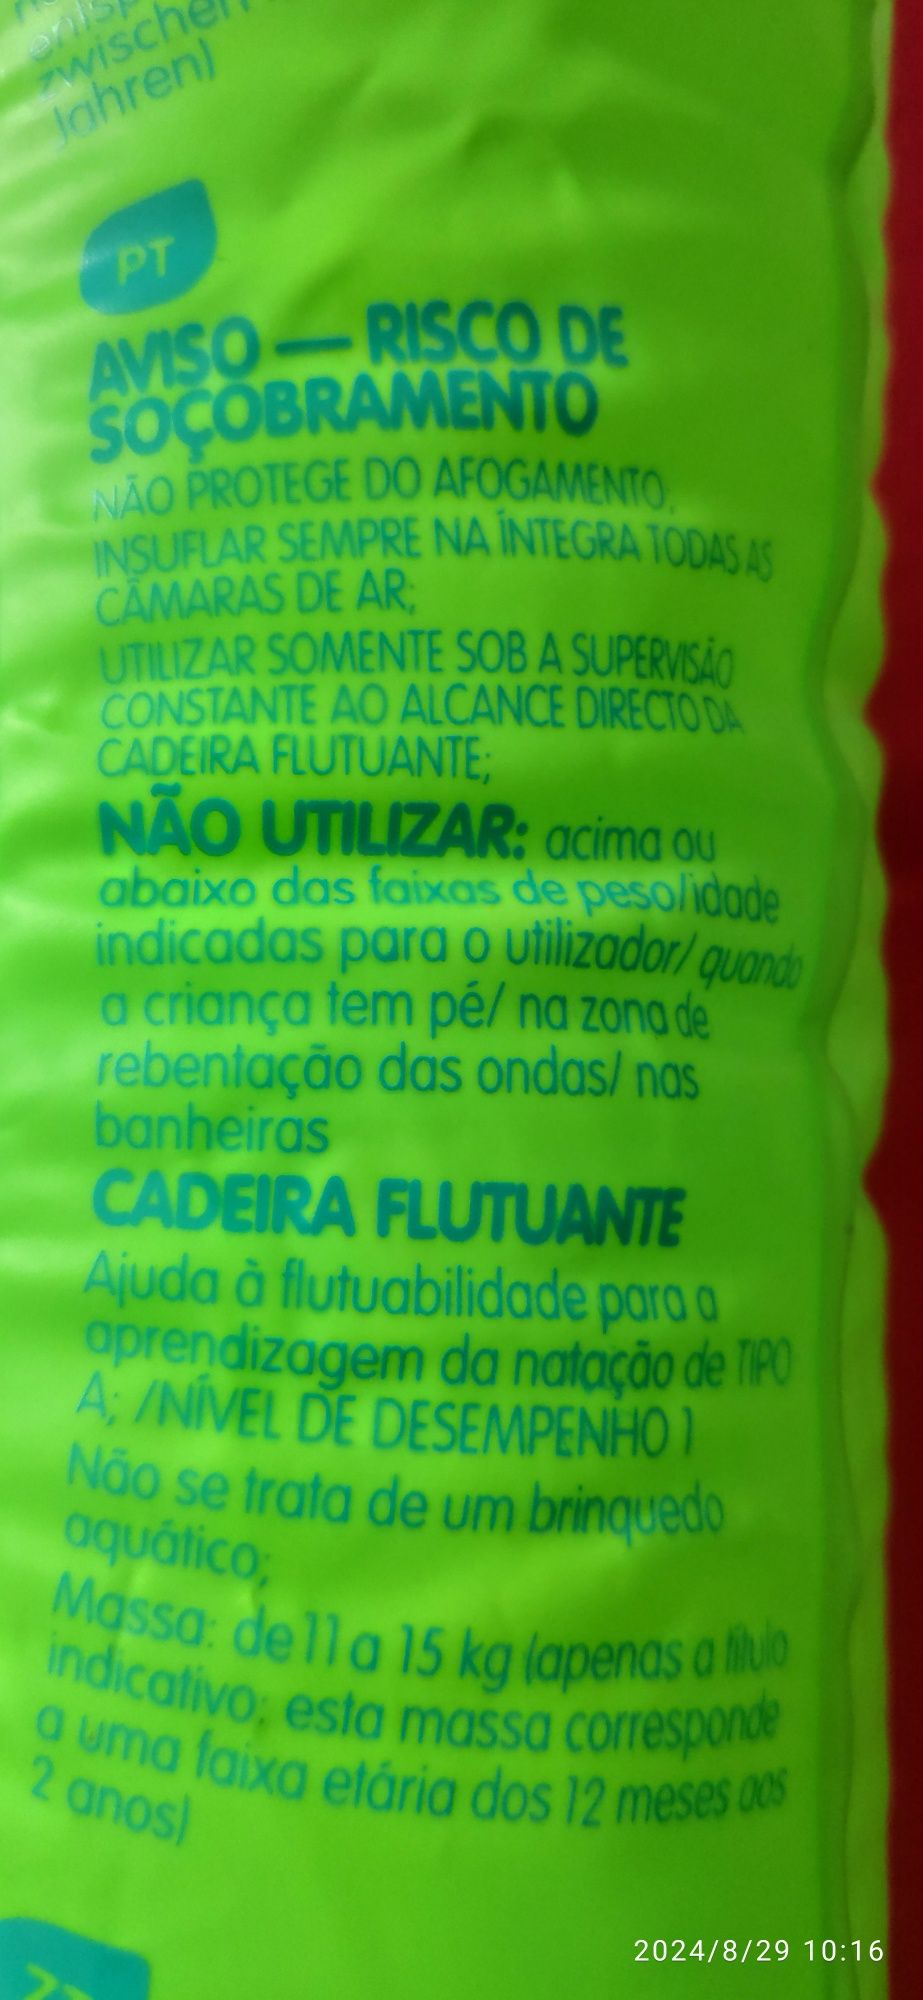 zwischen
Jahren)
PT
AVISO — RISCO DE
SOÇOBRAMENTO
NÃO PROTEGE DO AFOGAMENTO;
INSUFLAR SEMPRE NA ÍNTEGRA TODAS AS
CÂMARAS DE AR;
UTILIZAR SOMENTE SOB A SUPERVISÃO
CONSTANTE AO ALCANCE DIRECTO DA
CADEIRA FLUTUANTE;
NÃO UTILIZAR: acima ou
abaixo das faixas de peso/idade
indicadas para o utilizador/ quando
a criança tem pé/ na zona de
rebentação das ondas/ nas
banheiras
CADEIRA FLUTUANTE
Ajuda à flutuabilidade para a
aprendizagem da natação de TIPO
A; /NÍVEL DE DESEMPENHO 1
Não se trata de um brinquedo
aquático;
Massa: de 11 a 15 kg (apenas a título
indicativo: esta massa corresponde
a uma faixa etária dos 12 meses aos
2 anos)
2024/8/29 10:16